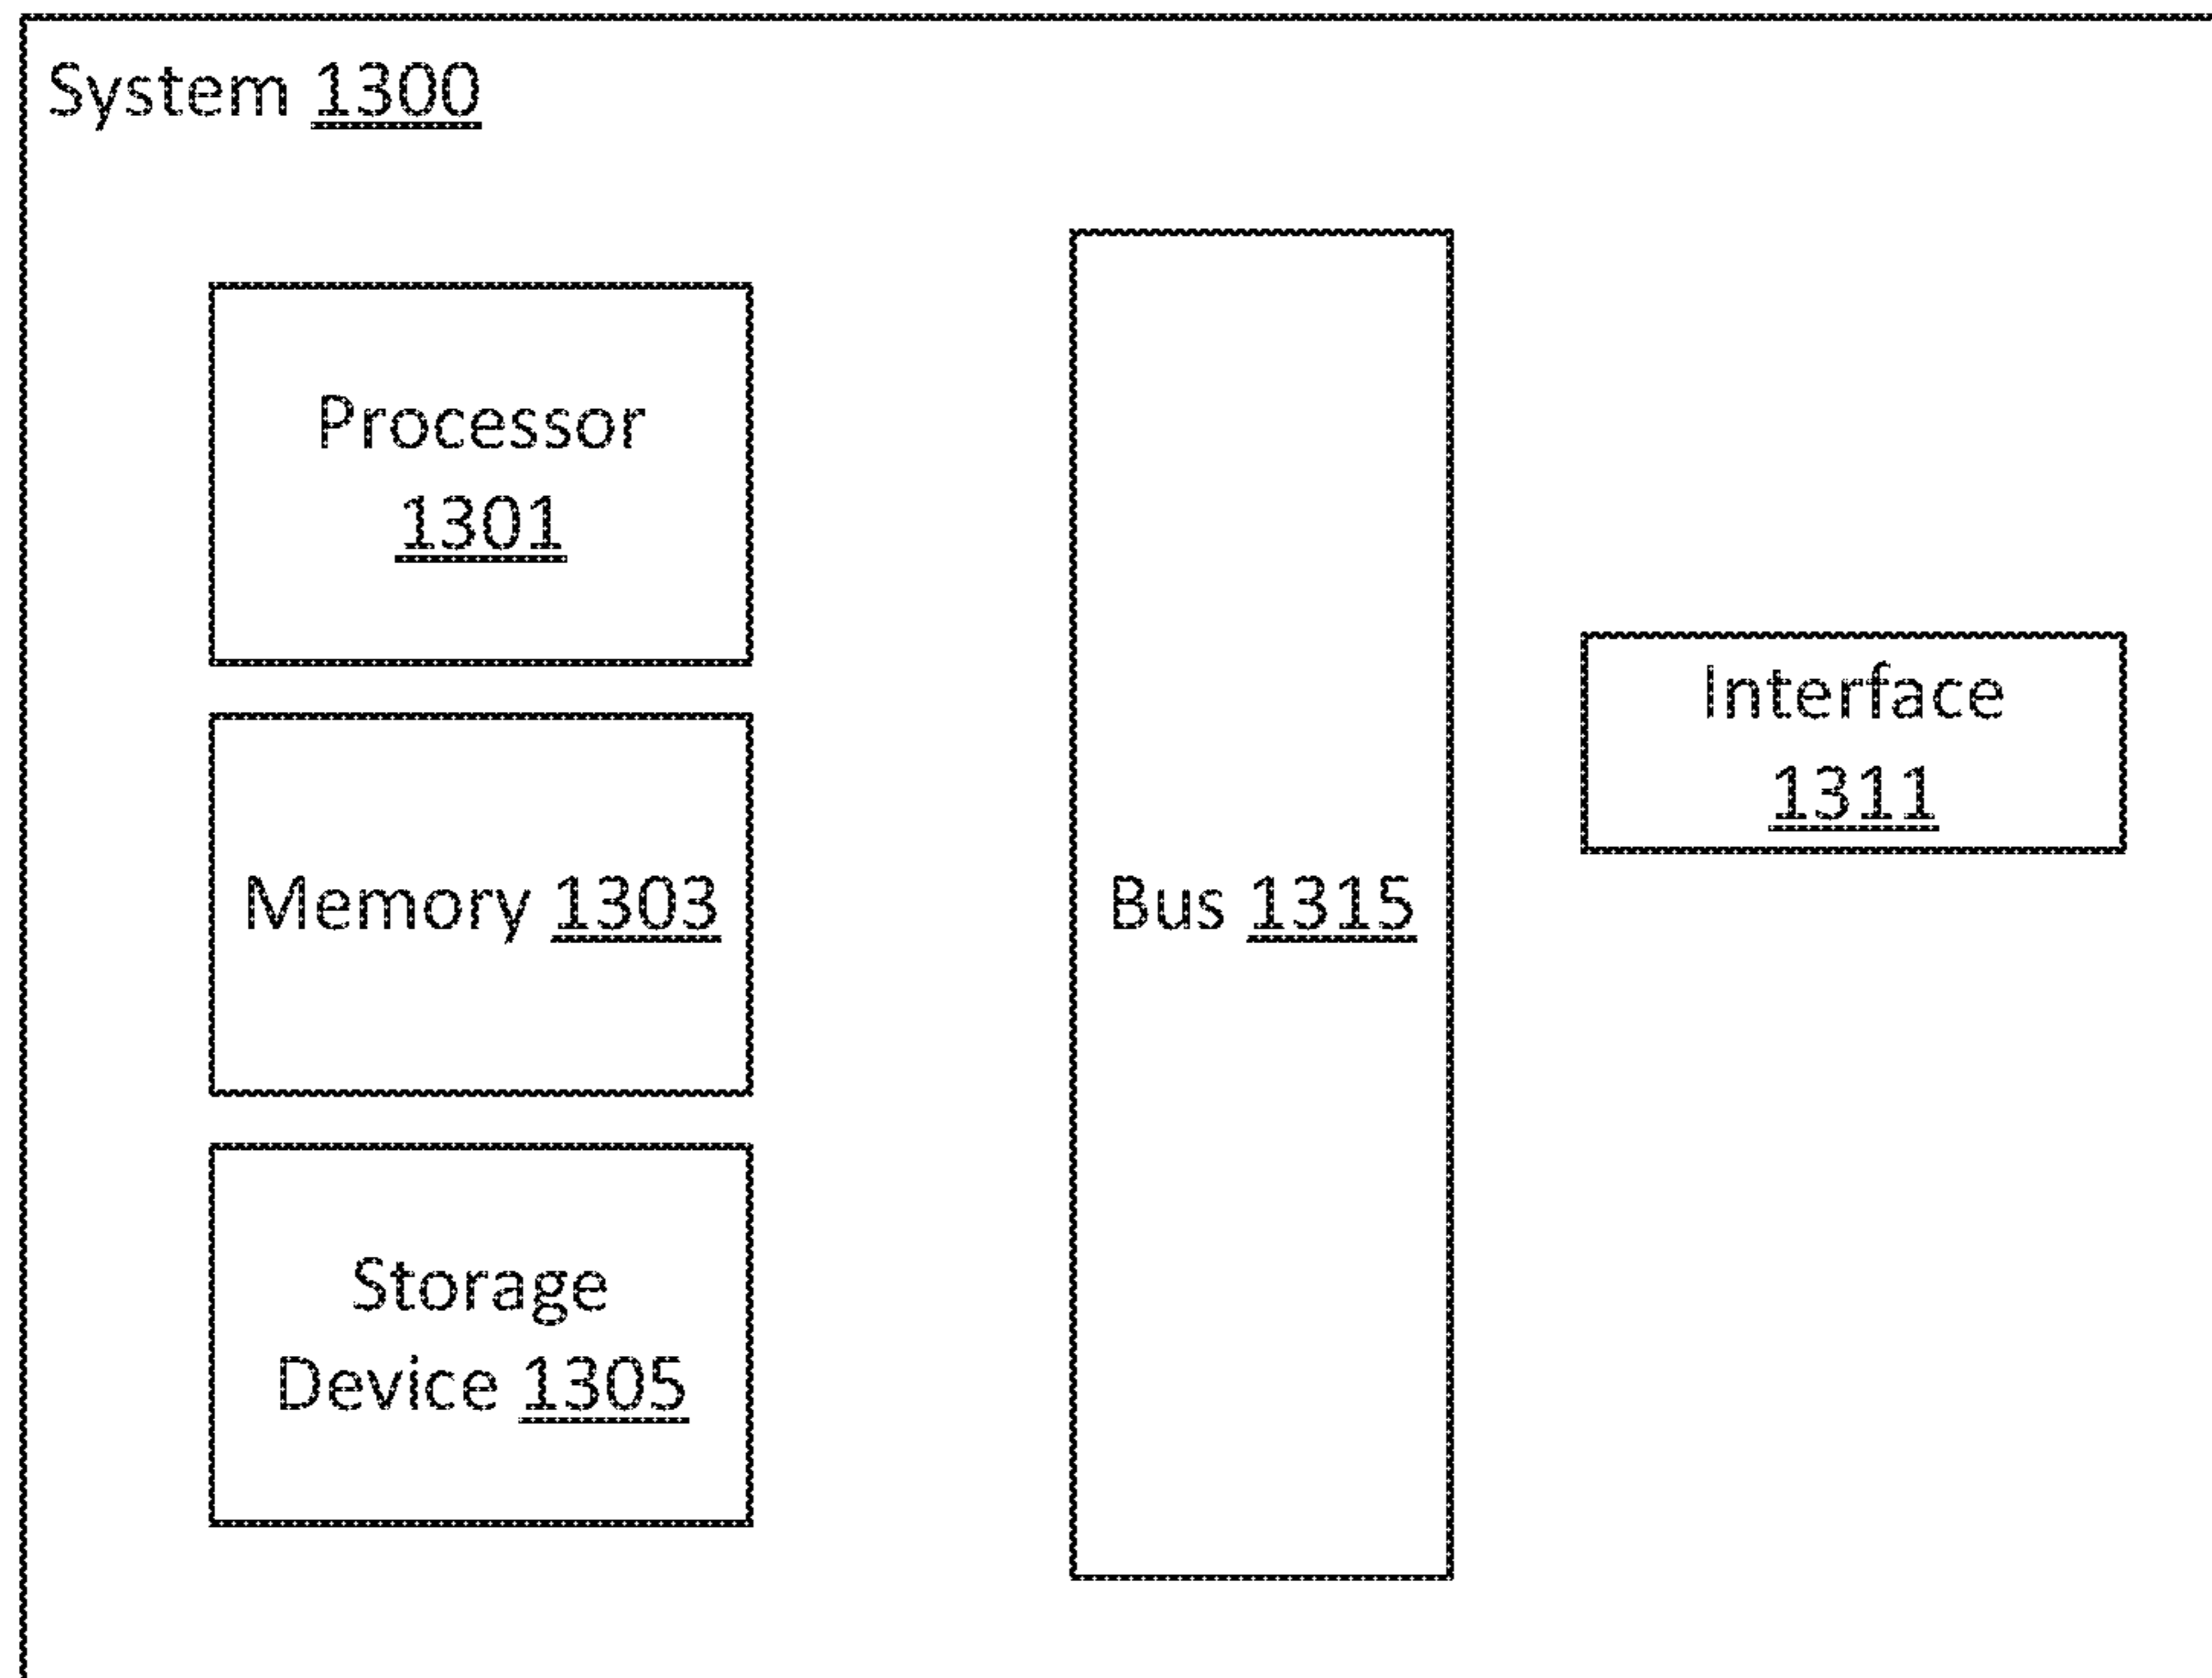 System 1300
Processor
1301
Memory 1303
Storage
Device 1305
Bus 1315
Interface
1311